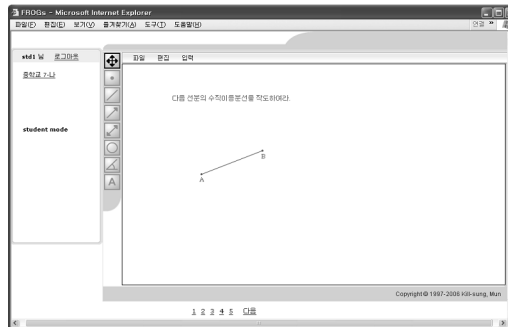 FROGs - Microsoft Internet Explorer
파일(F) 편집(E) 보기(V) 즐겨찾기(A) 도구(T) 도움말(H)
연결 »
std1 님 로그아웃
파일 편집 입력
중학교 7-나
다음 선분의 수직이등분선를 작도하여라.
student mode
A
B
A
Copyright © 1997-2006 Kill-sung, Mun
1 2 3 4 5 다음